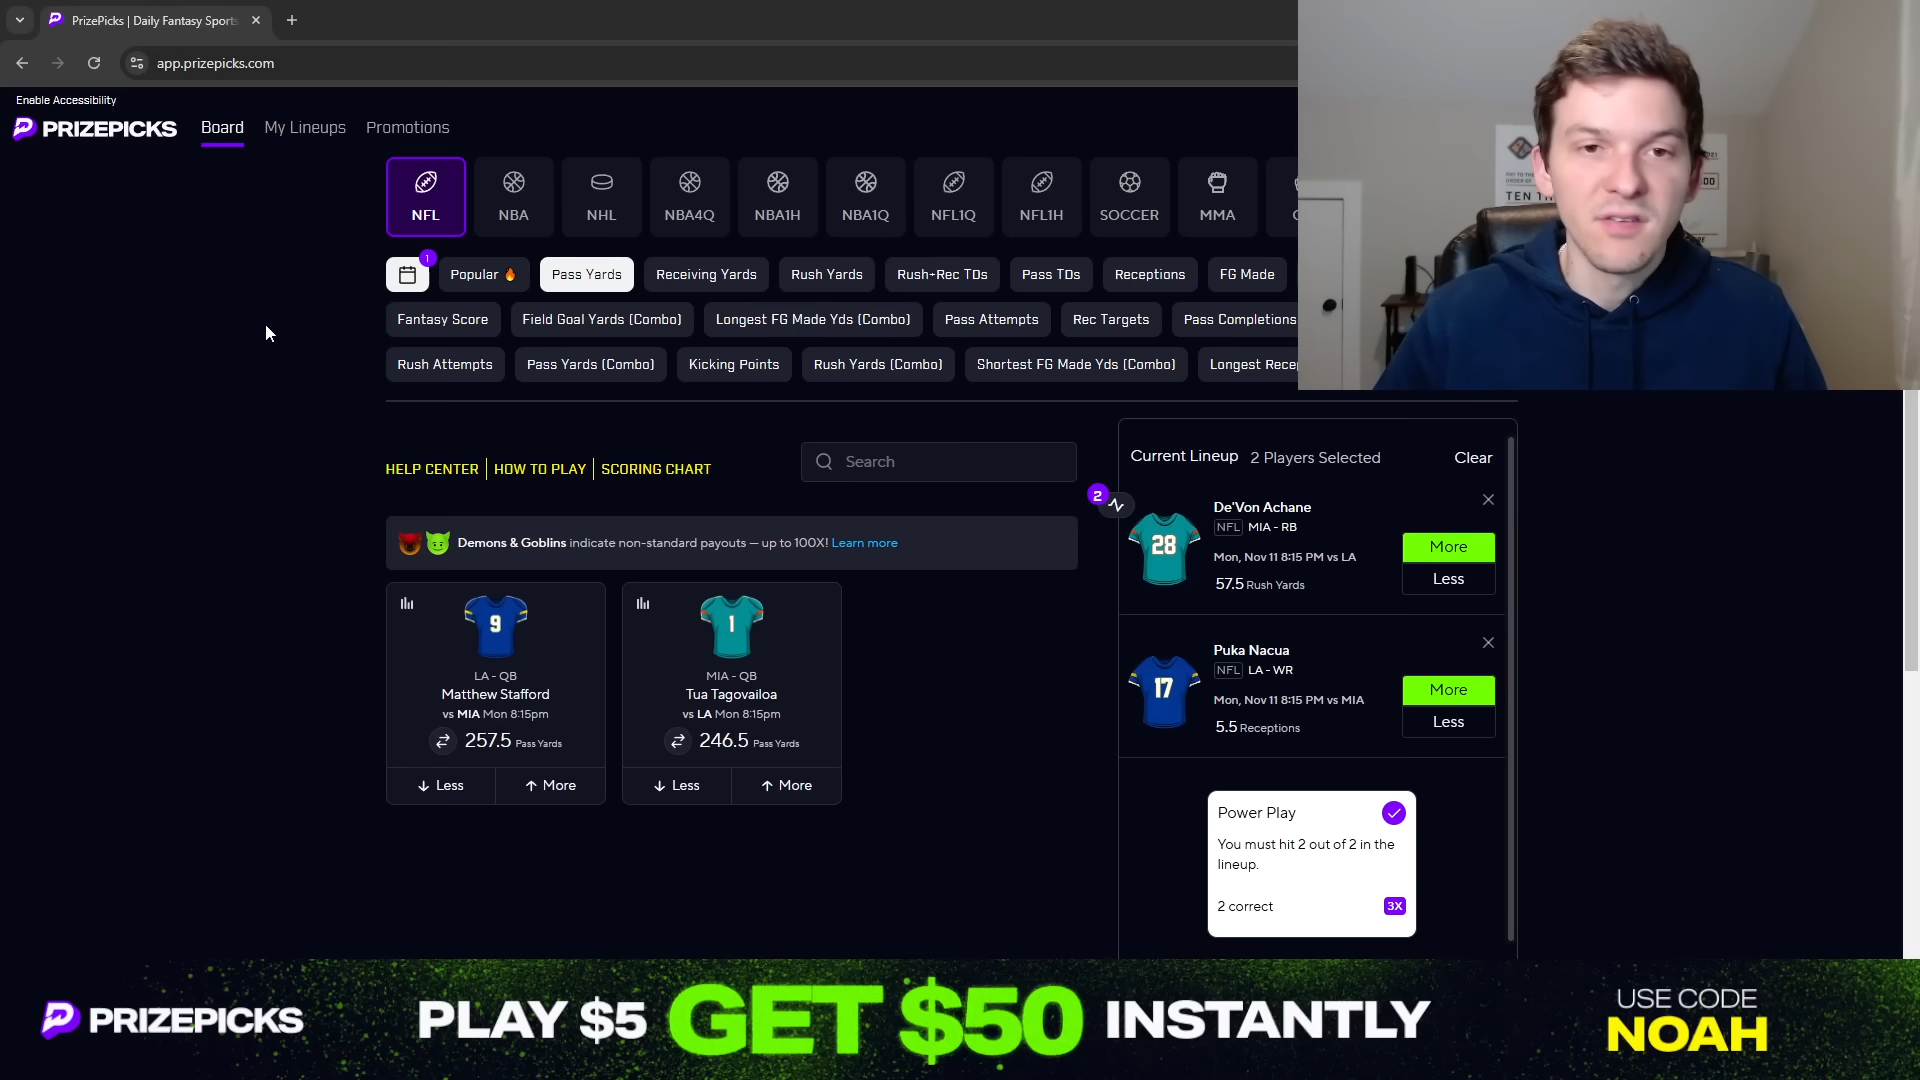 PrizePicks | Daily Fantasy Sports
app.prizepicks.com
Enable Accessibility
PRIZEPICKS
Board
My Lineups
Promotions
NFL
NBA
NHL
NBA4Q
NBA1H
NBA1Q
NFL1Q
NFL1H
SOCCER
MMA
1
Popular
Pass Yards
Receiving Yards
Rush Yards
Rush+Rec TDs
Pass TDs
Receptions
FG Made
Fantasy Score
Field Goal Yards (Combo)
Longest FG Made Yds (Combo)
Pass Attempts
Rec Targets
Pass Completions
Rush Attempts
Pass Yards (Combo)
Kicking Points
Rush Yards (Combo)
Shortest FG Made Yds (Combo)
Longest Rece
HELP CENTER
HOW TO PLAY
SCORING CHART
Search
Demons & Goblins indicate non-standard payouts — up to 100X! Learn more
9
LA - QB
Matthew Stafford
vs MIA Mon 8:15pm
257.5 Pass Yards
Less
More
1
MIA - QB
Tua Tagovailoa
vs LA Mon 8:15pm
246.5 Pass Yards
Less
More
Current Lineup 2 Players Selected
Clear
2
28
De'Von Achane
NFL MIA - RB
Mon, Nov 11 8:15 PM vs LA
57.5 Rush Yards
More
Less
17
Puka Nacua
NFL LA - WR
Mon, Nov 11 8:15 PM vs MIA
5.5 Receptions
More
Less
Power Play
You must hit 2 out of 2 in the
lineup.
2 correct
3X
PRIZEPICKS
PLAY $5 GET $50 INSTANTLY
USE CODE
NOAH